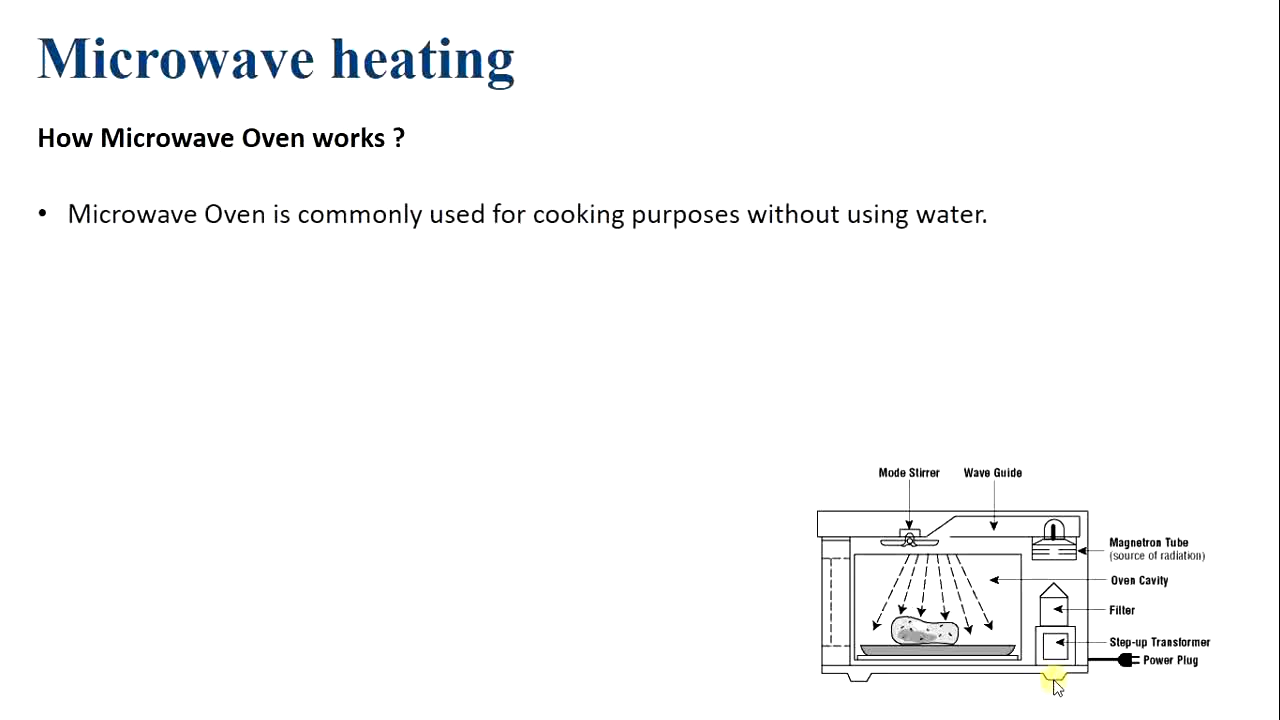 Microwave heating
How Microwave Oven works ?
• Microwave Oven is commonly used for cooking purposes without using water.
Mode Stirrer
Wave Guide
Magnetron Tube
(source of radiation)
Oven Cavity
Filter
Step-up Transformer
Power Plug